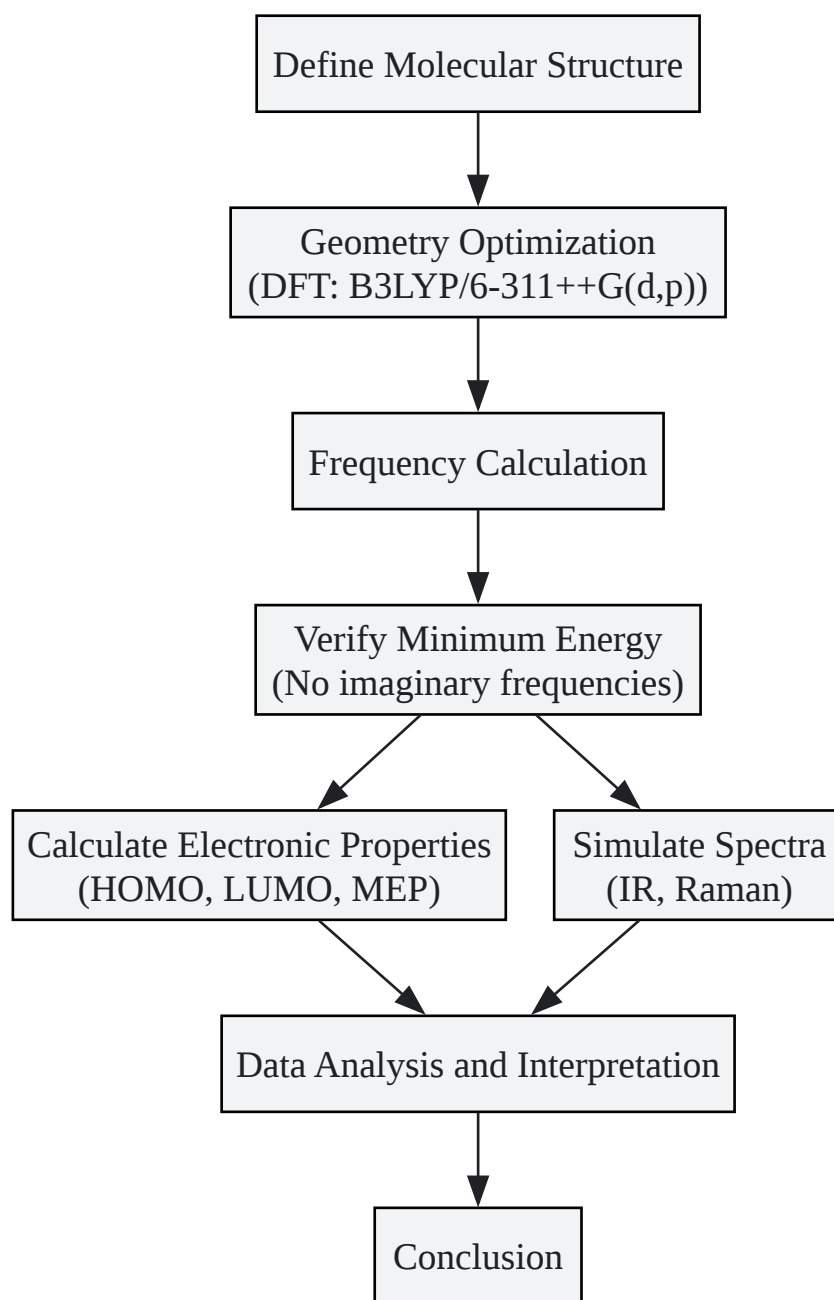 Define Molecular Structure
Geometry Optimization
(DFT: B3LYP/6-311++G(d,p))
Frequency Calculation
Verify Minimum Energy
(No imaginary frequencies)
Calculate Electronic Properties
(HOMO, LUMO, MEP)
Simulate Spectra
(IR, Raman)
Data Analysis and Interpretation
Conclusion